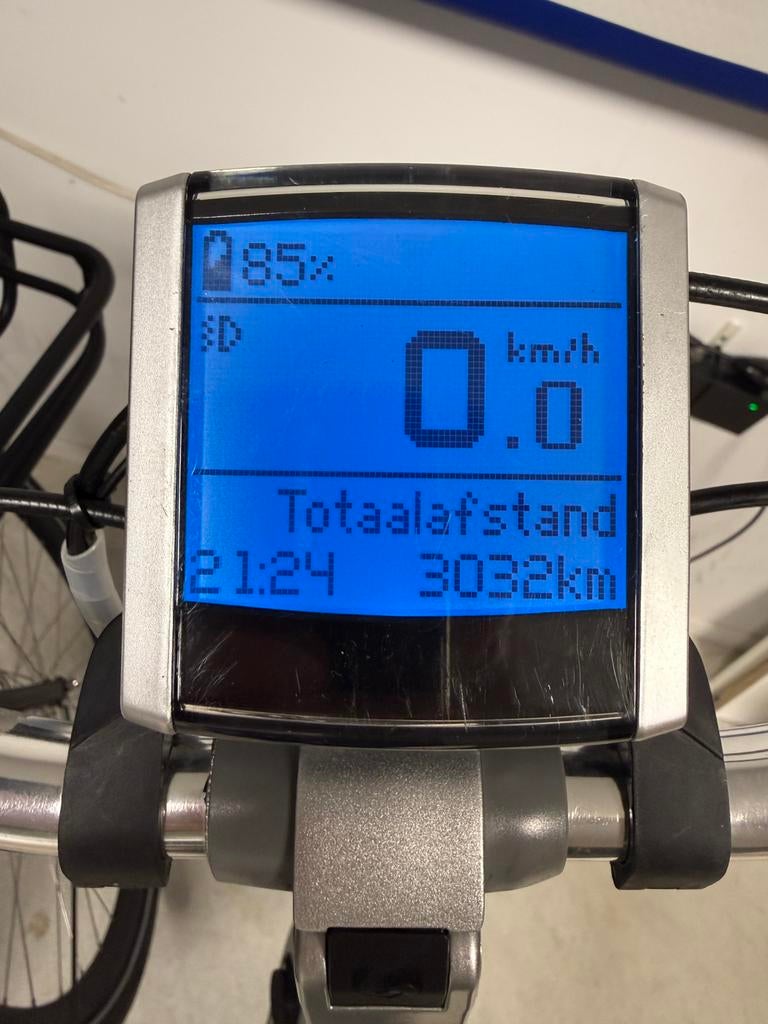 85%
km/h
0.0
Totaalafstand
21:24 3032km